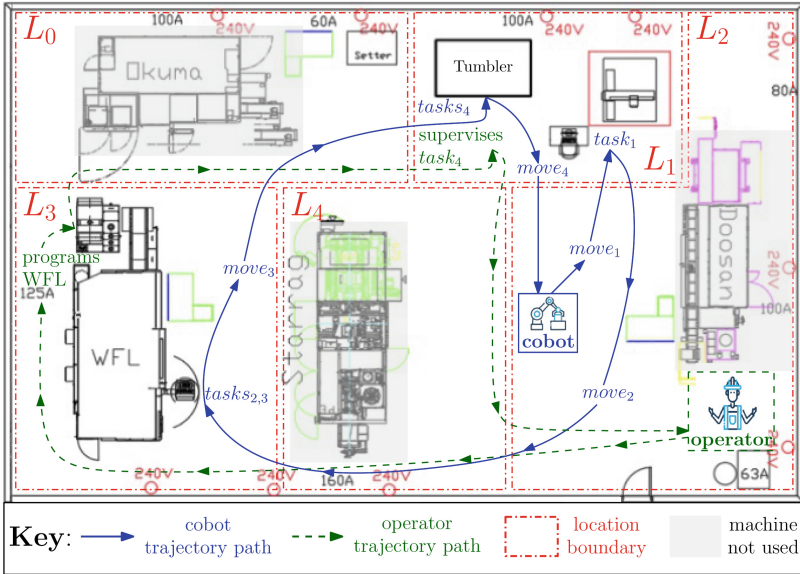 L0
100A
240V
60A
240V
100A
240V
240V
L2
240V
Okuma
Setter
Tumbler
80A
tasks4
supervises
task4
task1
move4
L1
L3
L4
programs
WFL
125A
move3
move1
Starrag
Doosan
100A
cobot
WFL
tasks2,3
move2
operator
240V
240V
240V
160A
240V
63A
Key:
cobot
trajectory path
operator
trajectory path
location
boundary
machine
not used